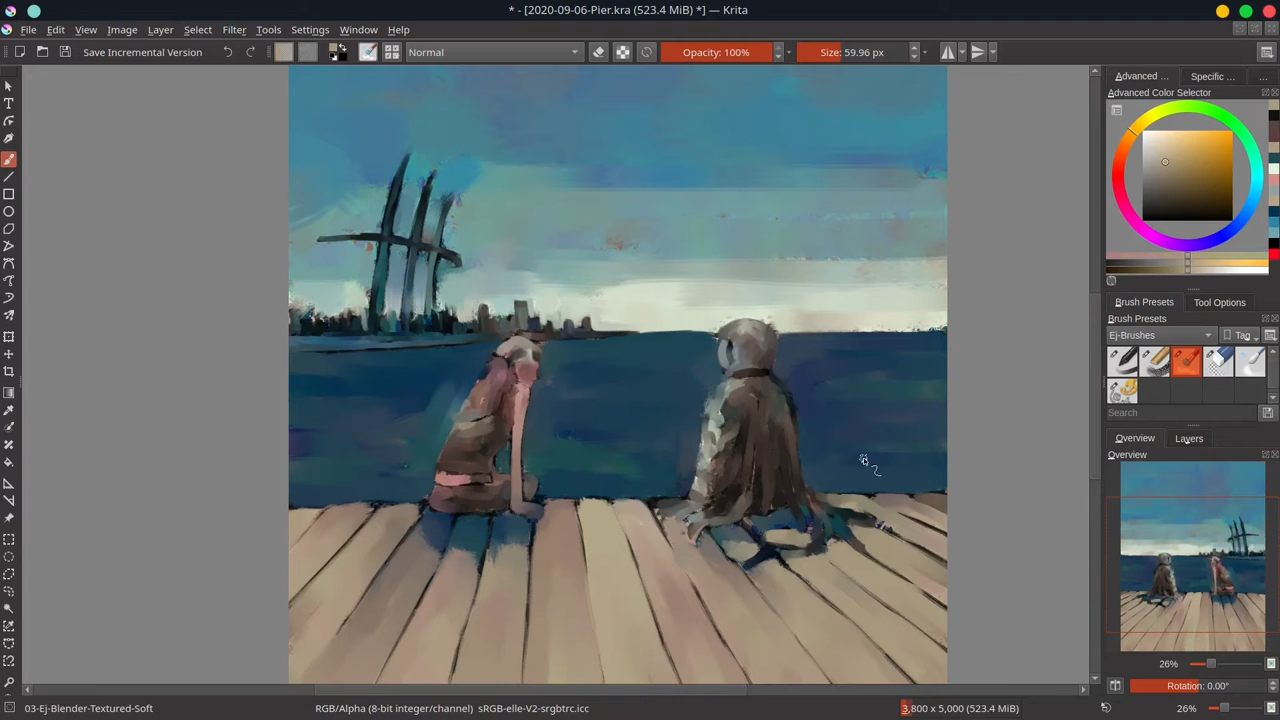 * - [2020-09-06-Pier.kra (523.4 MiB) *] — Krita
File Edit View Image Layer Select Filter Tools Settings Window Help
Save Incremental Version Normal Opacity: 100% Size: 59.96 px
Advanced ... Specific ... ...
Advanced Color Selector
Brush Presets Tool Options
Brush Presets
Ej-Brushes Tag
Search
Overview Layers
Overview
26%
Rotation: 0.00°
03-Ej-Blender-Textured-Soft RGB/Alpha (8-bit integer/channel) sRGB-elle-V2-srgbtrc.icc 3,800 x 5,000 (523.4 MiB) 26%